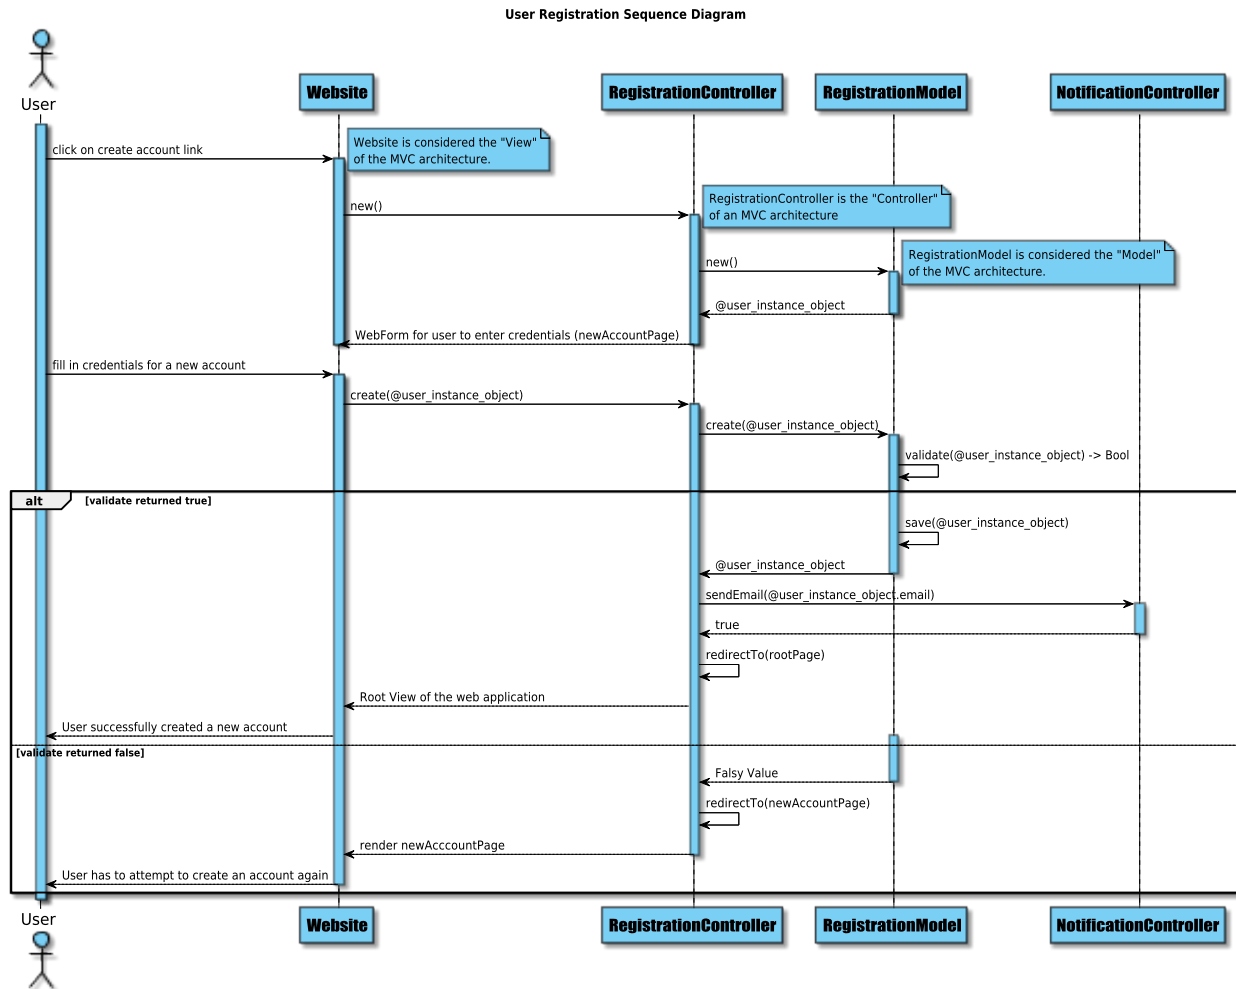 User Registration Sequence Diagram
User
Website
RegistrationController
RegistrationModel
NotificationController
click on create account link
Website is considered the "View"
of the MVC architecture.
new()
RegistrationController is the "Controller"
of an MVC architecture
new()
RegistrationModel is considered the "Model"
of the MVC architecture.
@user_instance_object
WebForm for user to enter credentials (newAccountPage)
fill in credentials for a new account
create(@user_instance_object)
create(@user_instance_object)
validate(@user_instance_object) -> Bool
alt
[validate returned true]
save(@user_instance_object)
@user_instance_object
sendEmail(@user_instance_object.email)
true
redirectTo(rootPage)
Root View of the web application
User successfully created a new account
[validate returned false]
Falsy Value
redirectTo(newAccountPage)
render newAcccountPage
User has to attempt to create an account again
User
Website
RegistrationController
RegistrationModel
NotificationController